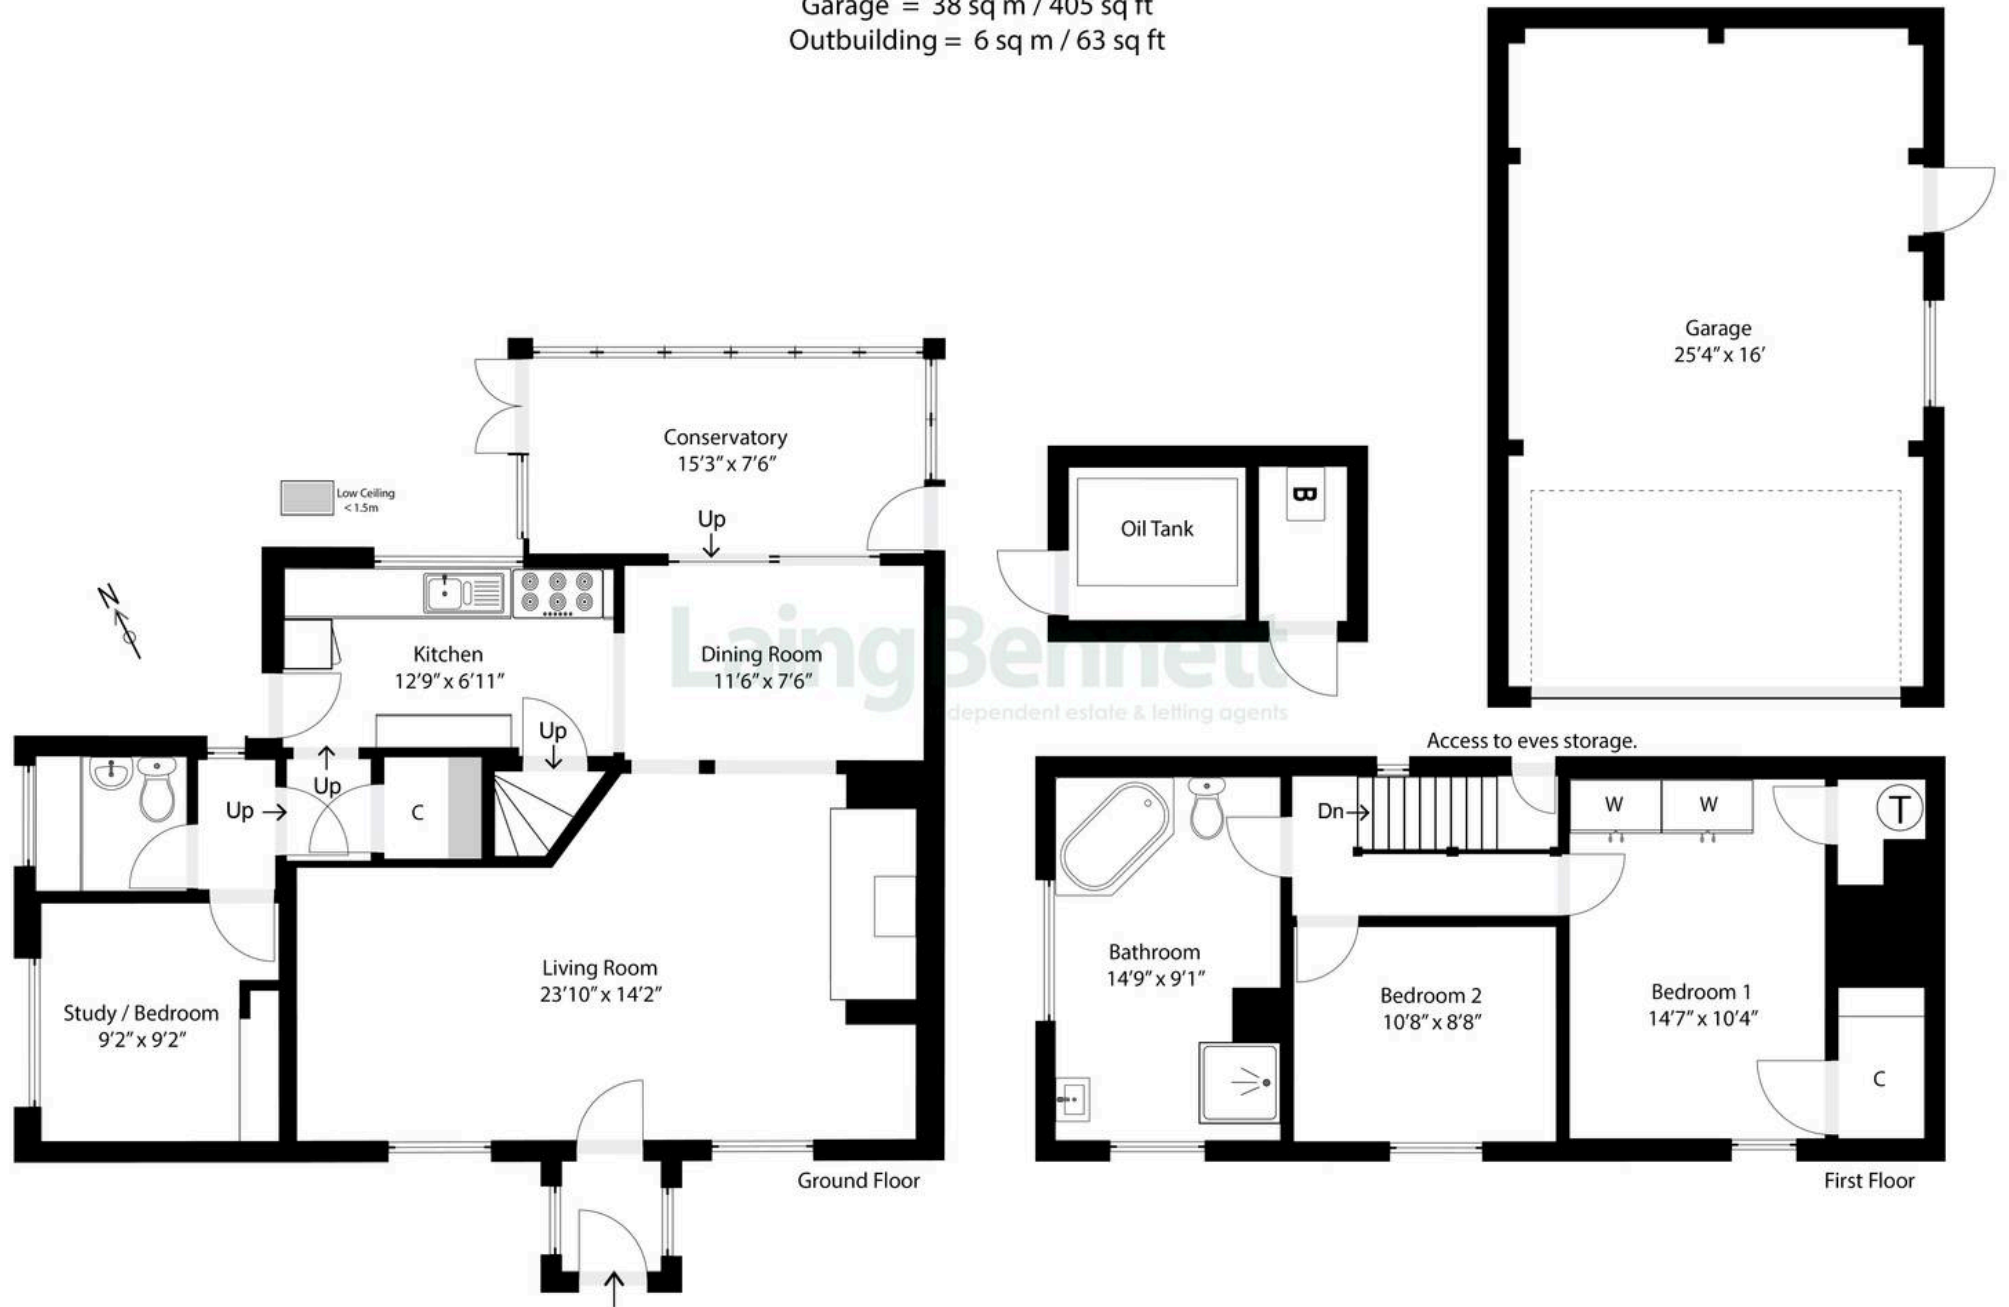 Garage = 38 sq m / 405 sq ft
Outbuilding = 6 sq m / 63 sq ft
Garage
25'4" x 16'
Conservatory
15'3" x 7'6"
Up
Low Ceiling
< 1.5m
Oil Tank
B
N
Kitchen
12'9" x 6'11"
Dining Room
11'6" x 7'6"
LaingBennett
dependent estate & letting agents
Up
Up
Up
C
Access to eves storage.
Dn
W
W
T
Living Room
23'10" x 14'2"
Study / Bedroom
9'2" x 9'2"
Bathroom
14'9" x 9'1"
Bedroom 2
10'8" x 8'8"
Bedroom 1
14'7" x 10'4"
C
Ground Floor
First Floor